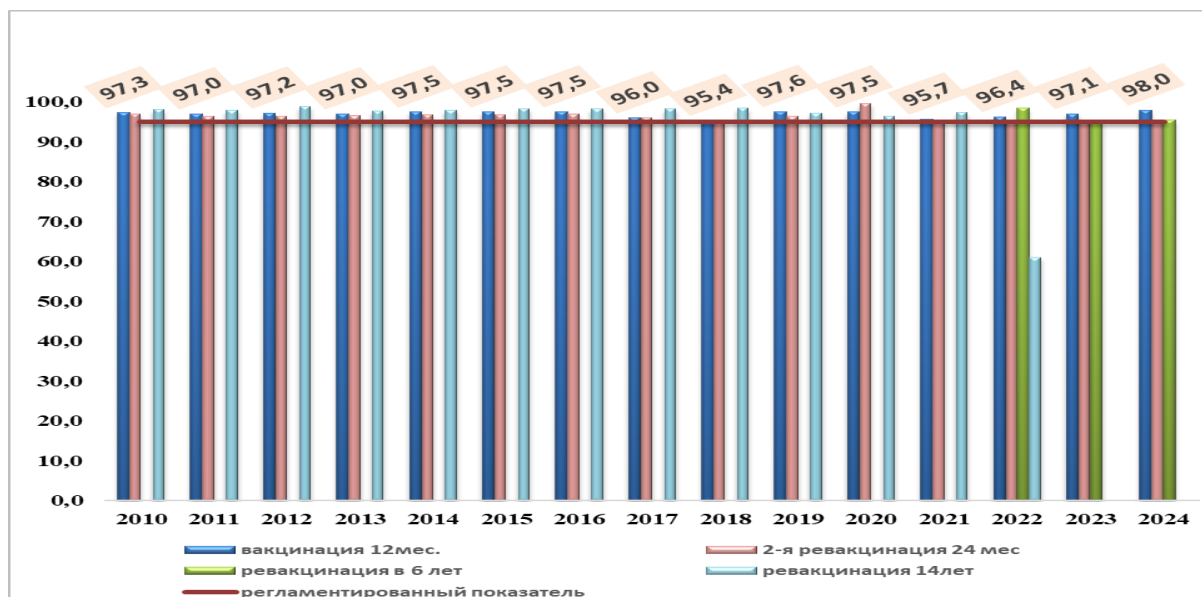 97,3 97,0 97,2 97,0 97,5 97,5 97,5 96,0 95,4 97,6 97,5 95,7 96,4 97,1 98,0
100,0
90,0
80,0
70,0
60,0
50,0
40,0
30,0
20,0
10,0
0,0
2010 2011 2012 2013 2014 2015 2016 2017 2018 2019 2020 2021 2022 2023 2024
вакцинация 12мес. 2-я ревакцинация 24 мес
ревакцинация в 6 лет ревакцинация 14лет
регламентированный показатель